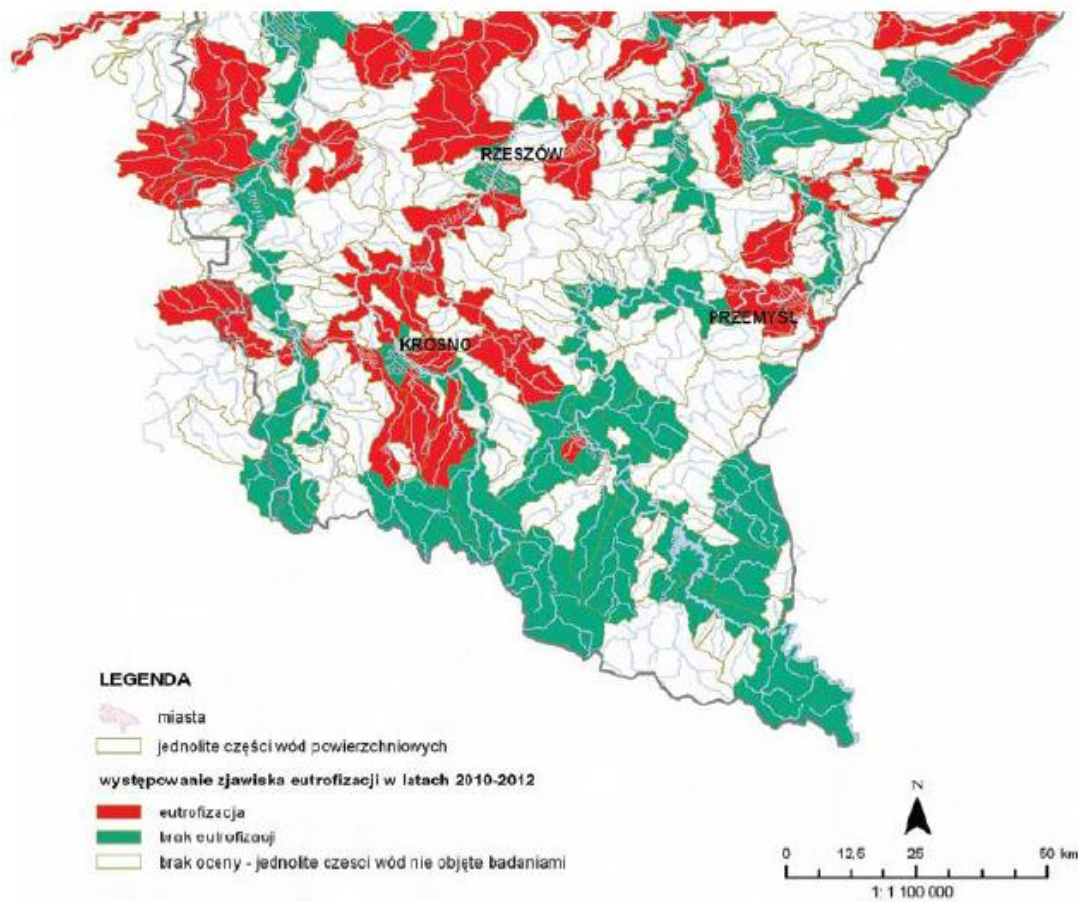 RZESZÓW
PRZEMYŚL
KROSNO
LEGENDA
miasta
jednolite części wód powierzchniowych
występowanie zjawiska eutrofizacji w latach 2010-2012
eutrofizacja
brak eutrofizacji
brak oceny - jednolite czesci wód nie objęte badaniami
N
0 12,5 25 50 km
1: 1 100 000